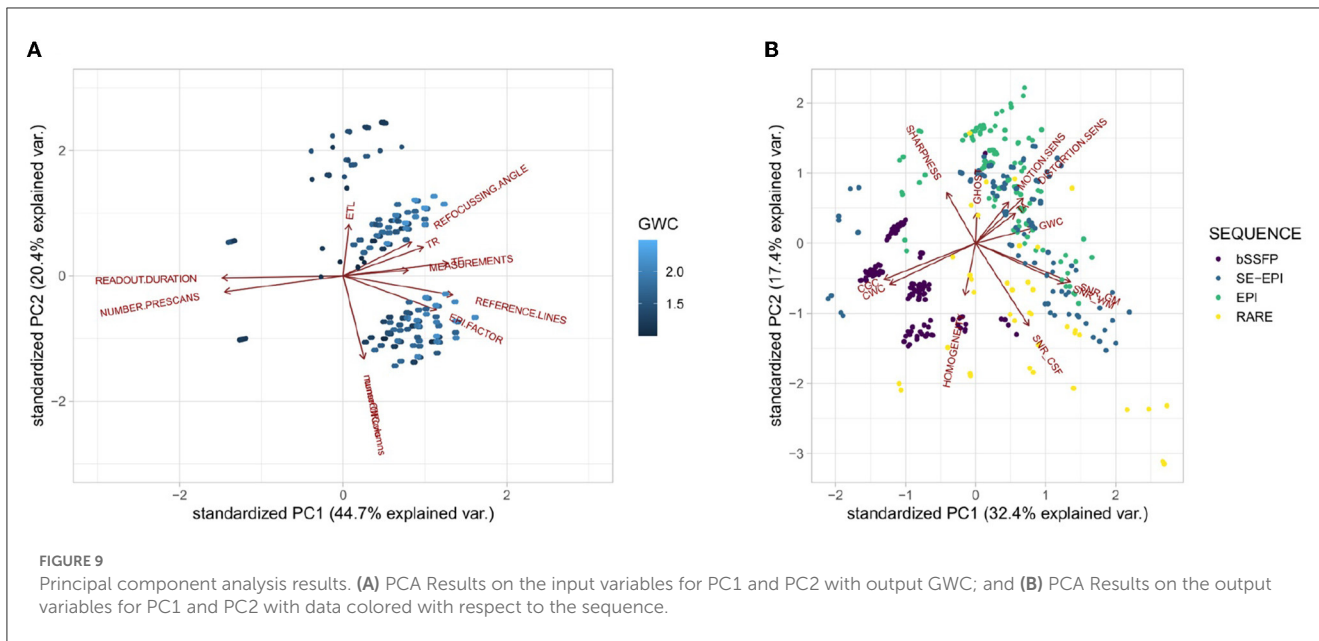 A
standardized PC2 (20.4% explained var.)
2
0
−2
−2
0
2
standardized PC1 (44.7% explained var.)
ETL
REFOCUSSING.ANGLE
TR
TE
MEASUREMENTS
READOUT.DURATION
NUMBER.PRESCANS
REFERENCE.LINES
EPI.FACTOR
GWC
2.0
1.5
B
standardized PC2 (17.4% explained var.)
2
1
0
−1
−2
−3
−2
−1
0
1
2
standardized PC1 (32.4% explained var.)
SHARPNESS
MOTION.SENS
DISTORTION.SENS
GWC
CGC
CWC
SNR_GM
SNR_WM
SNR_CSF
SEQUENCE
bSSFP
SE−EPI
EPI
RARE
FIGURE 9
Principal component analysis results. (A) PCA Results on the input variables for PC1 and PC2 with output GWC; and (B) PCA Results on the output
variables for PC1 and PC2 with data colored with respect to the sequence.